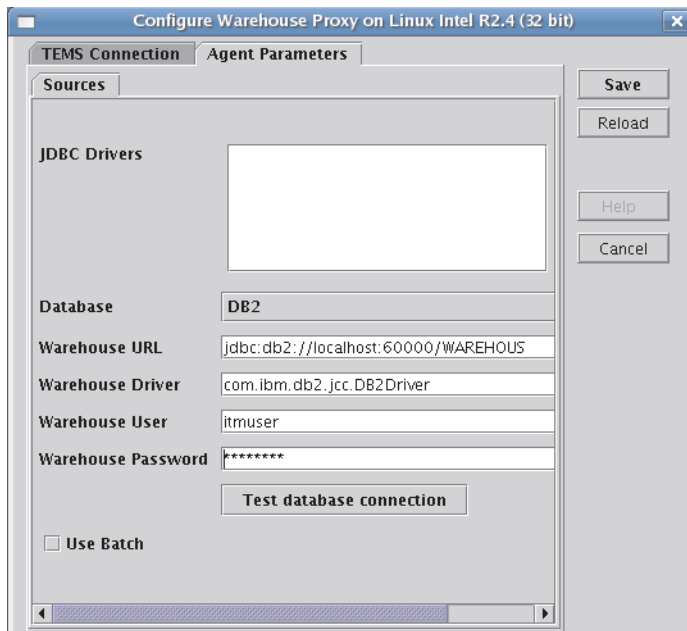 Configure Warehouse Proxy on Linux Intel R2.4 (32 bit)
TEMS Connection Agent Parameters
Sources
Save
Reload
JDBC Drivers
Help
Cancel
Database DB2
Warehouse URL jdbc:db2://localhost:60000/WAREHOUS
Warehouse Driver com.ibm.db2.jcc.DB2Driver
Warehouse User itmuser
Warehouse Password ********
Test database connection
Use Batch